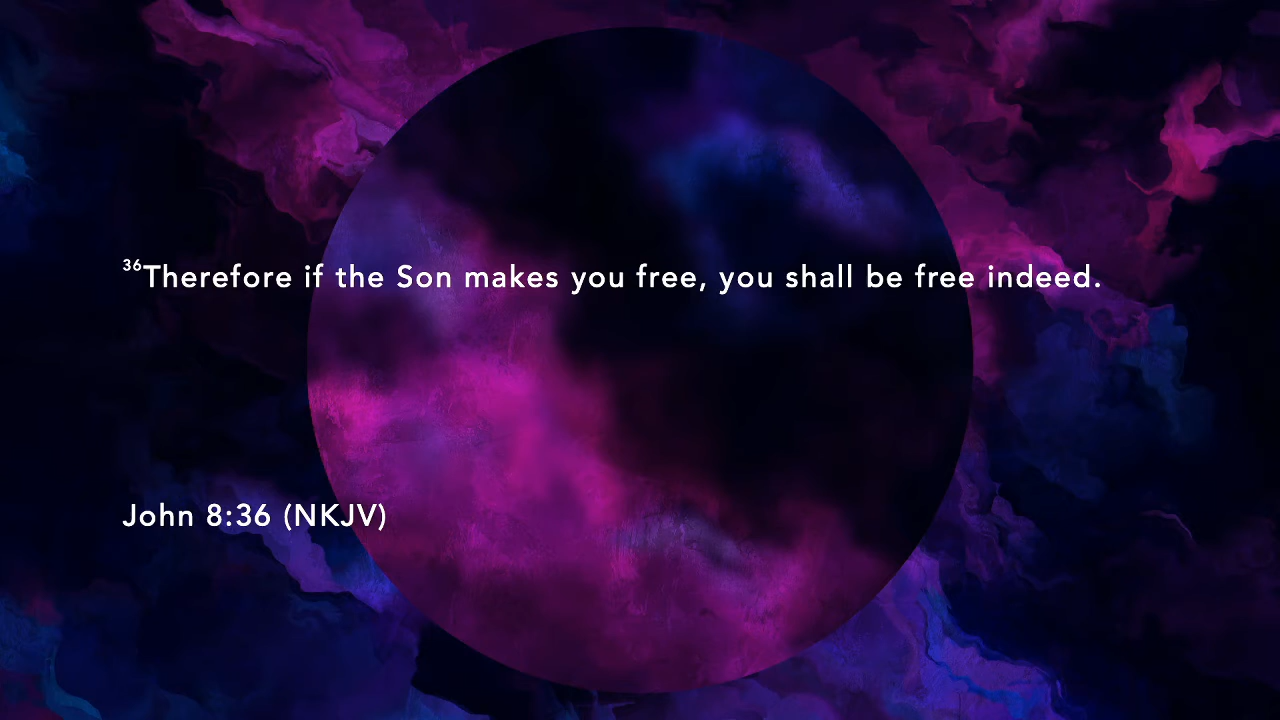 36Therefore if the Son makes you free, you shall be free indeed.
John 8:36 (NKJV)